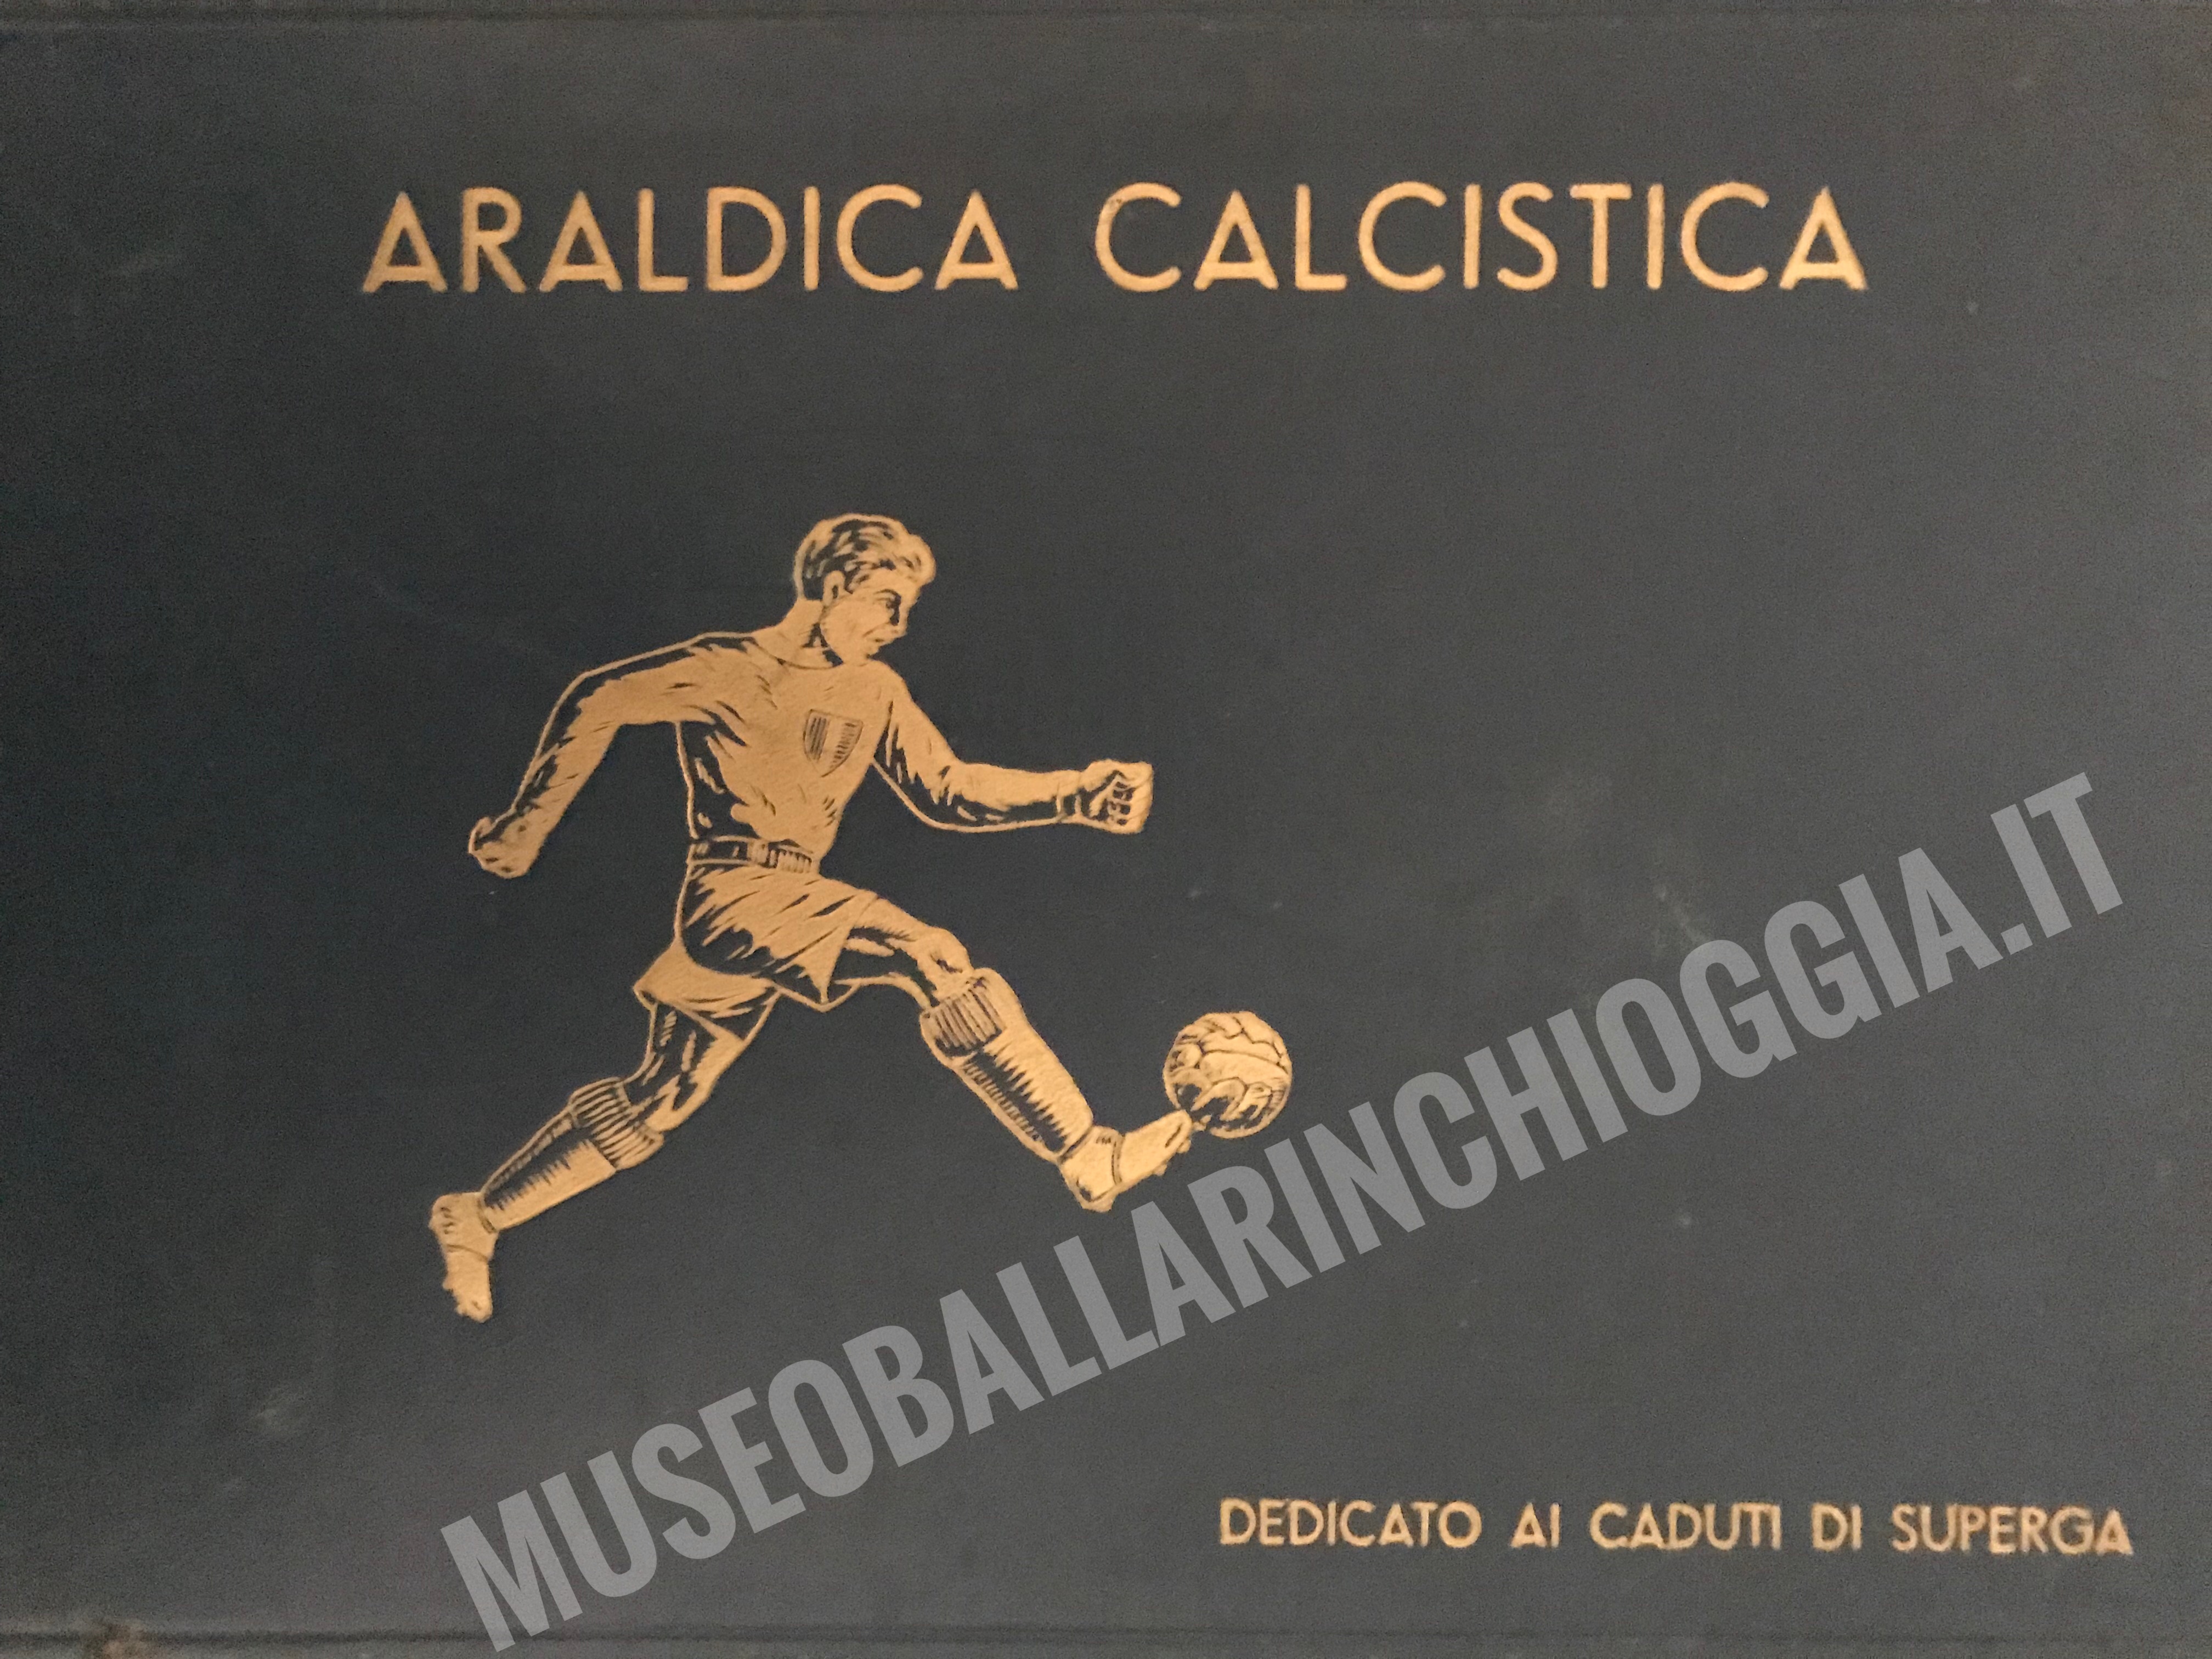 ARALDICA CALCISTICA
MUSEOBALLARINCHIOGGIA.IT
DEDICATO AI CADUTI DI SUPERGA